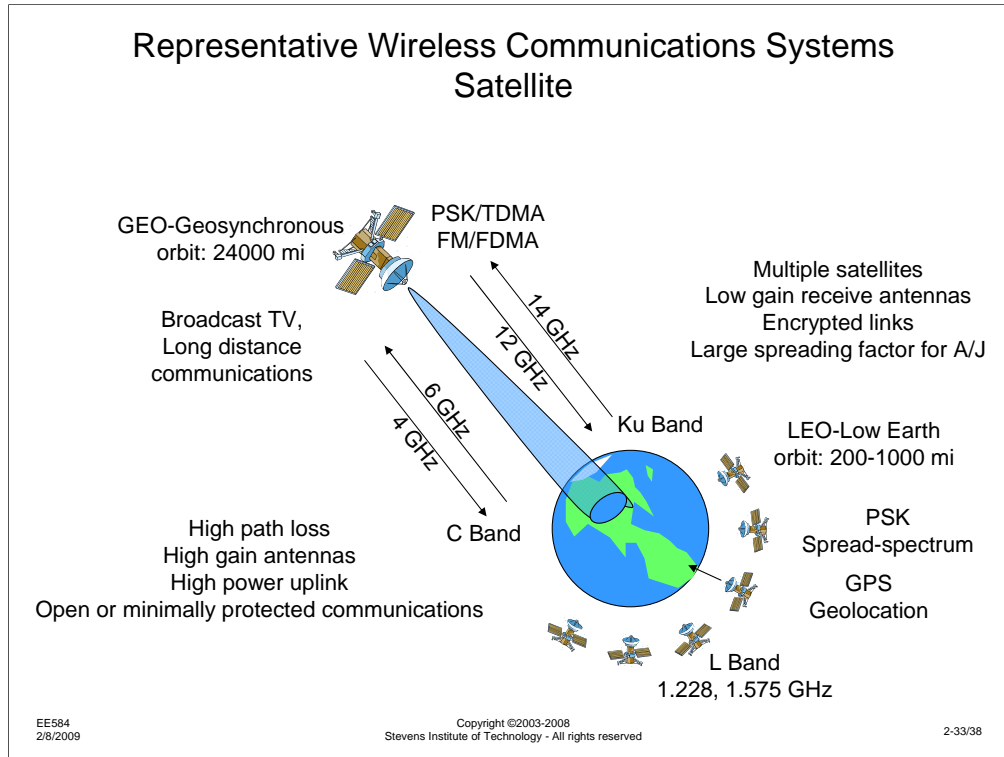 Representative Wireless Communications Systems
Satellite
GEO-Geosynchronous
orbit: 24000 mi
PSK/TDMA
FM/FDMA
Broadcast TV,
Long distance
communications
14 GHz
12 GHz
6 GHz
4 GHz
Multiple satellites
Low gain receive antennas
Encrypted links
Large spreading factor for A/J
Ku Band
LEO-Low Earth
orbit: 200-1000 mi
C Band
High path loss
High gain antennas
High power uplink
Open or minimally protected communications
PSK
Spread-spectrum
GPS
Geolocation
L Band
1.228, 1.575 GHz
EE584
2/8/2009
Copyright ©2003-2008
Stevens Institute of Technology - All rights reserved
2-33/38